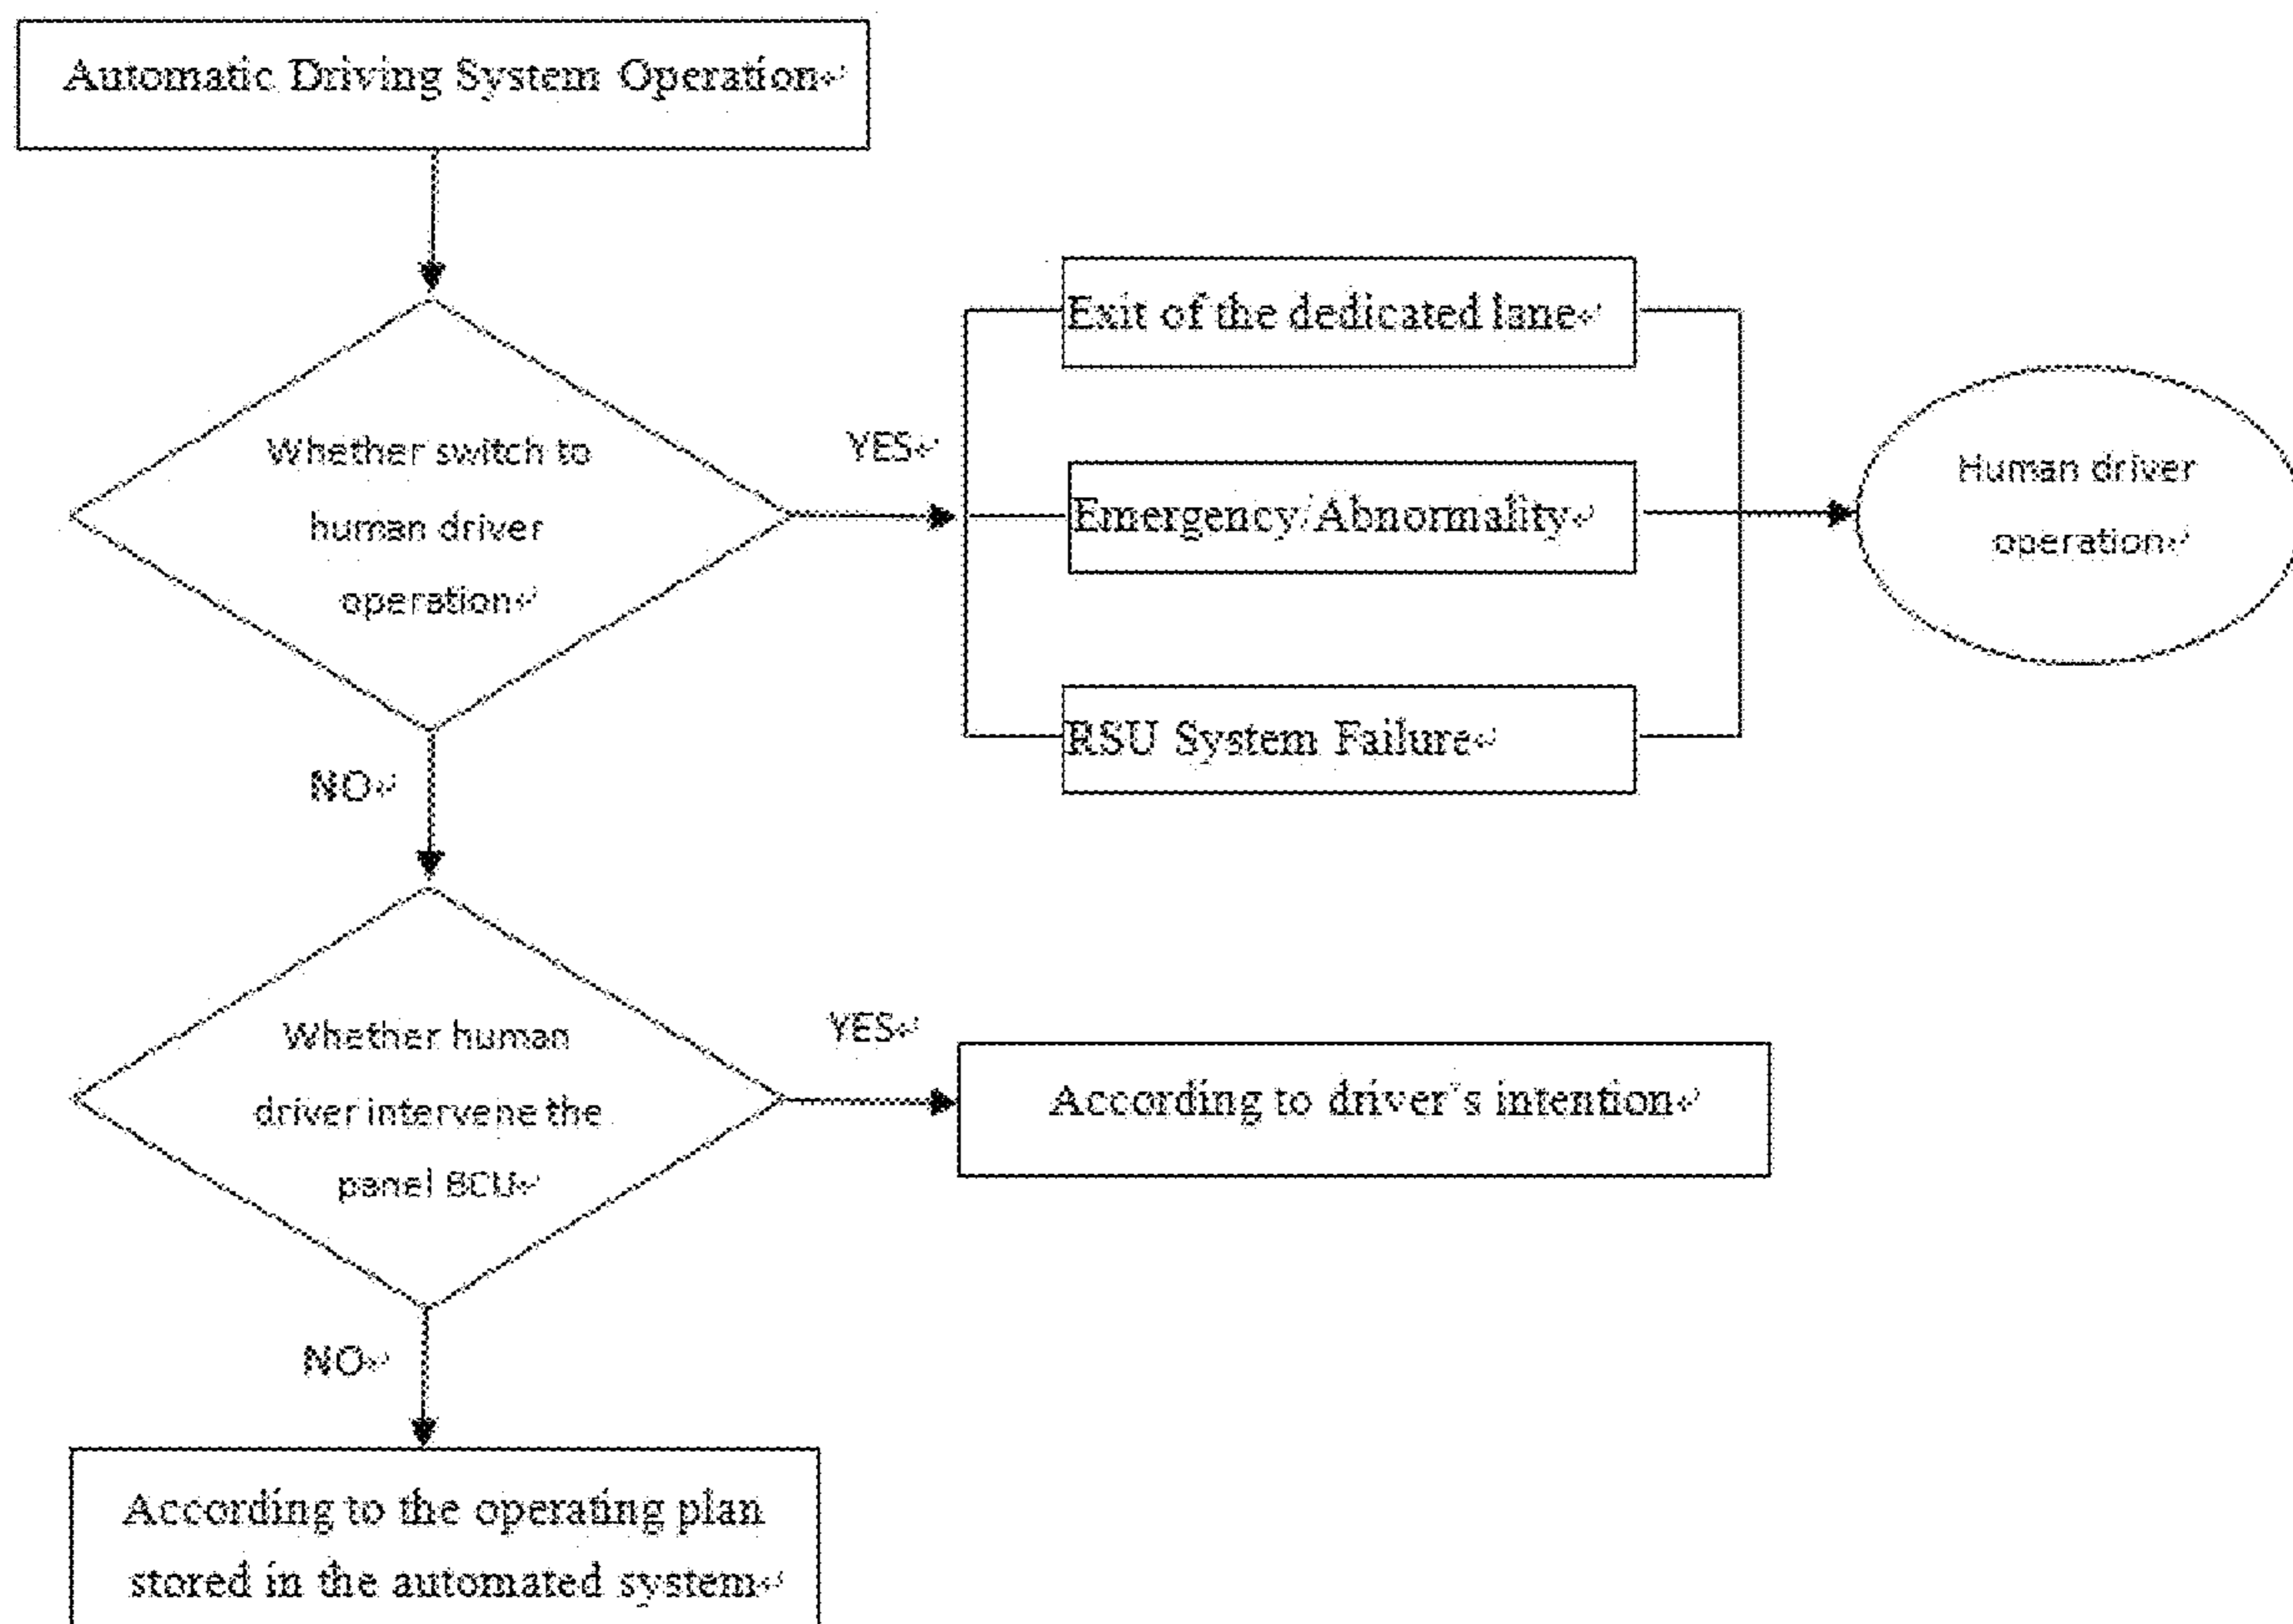 Automatic Driving System Operation
Whether switch to
human driver
operation
YES
Exit of the dedicated lane
Emergency/Abnormality
RSU System Failure
Human driver
operation
NO
Whether human
driver intervene the
panel BCU
YES
According to driver's intention
NO
According to the operating plan
stored in the automated system